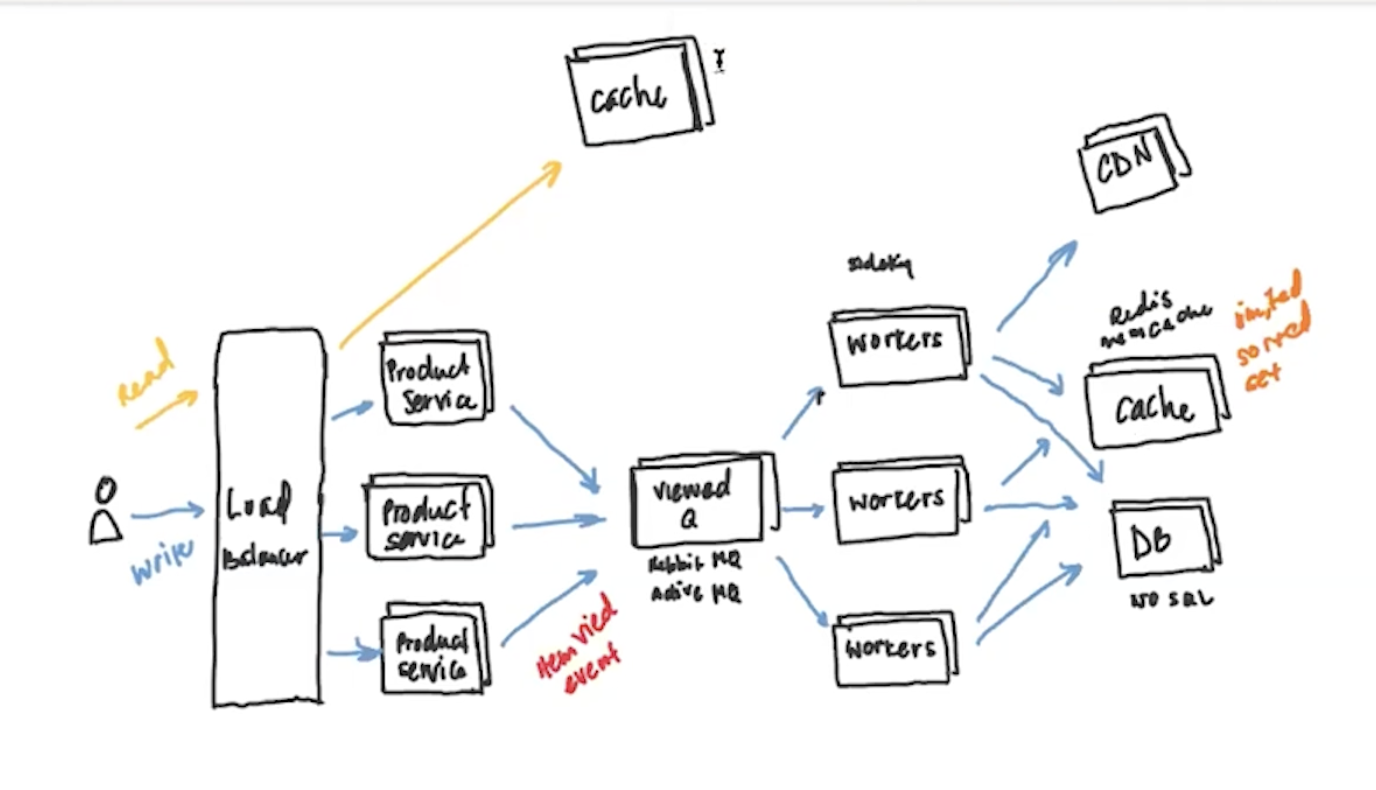 cache
CDN
sidekiq
Redis
memcache
limited
sorted
set
read
Product
Service
workers
cache
viewed
Q
Load
Balancer
Product
service
workers
write
Rabbit MQ
Active MQ
DB
NO SQL
item vied
event
Product
service
workers